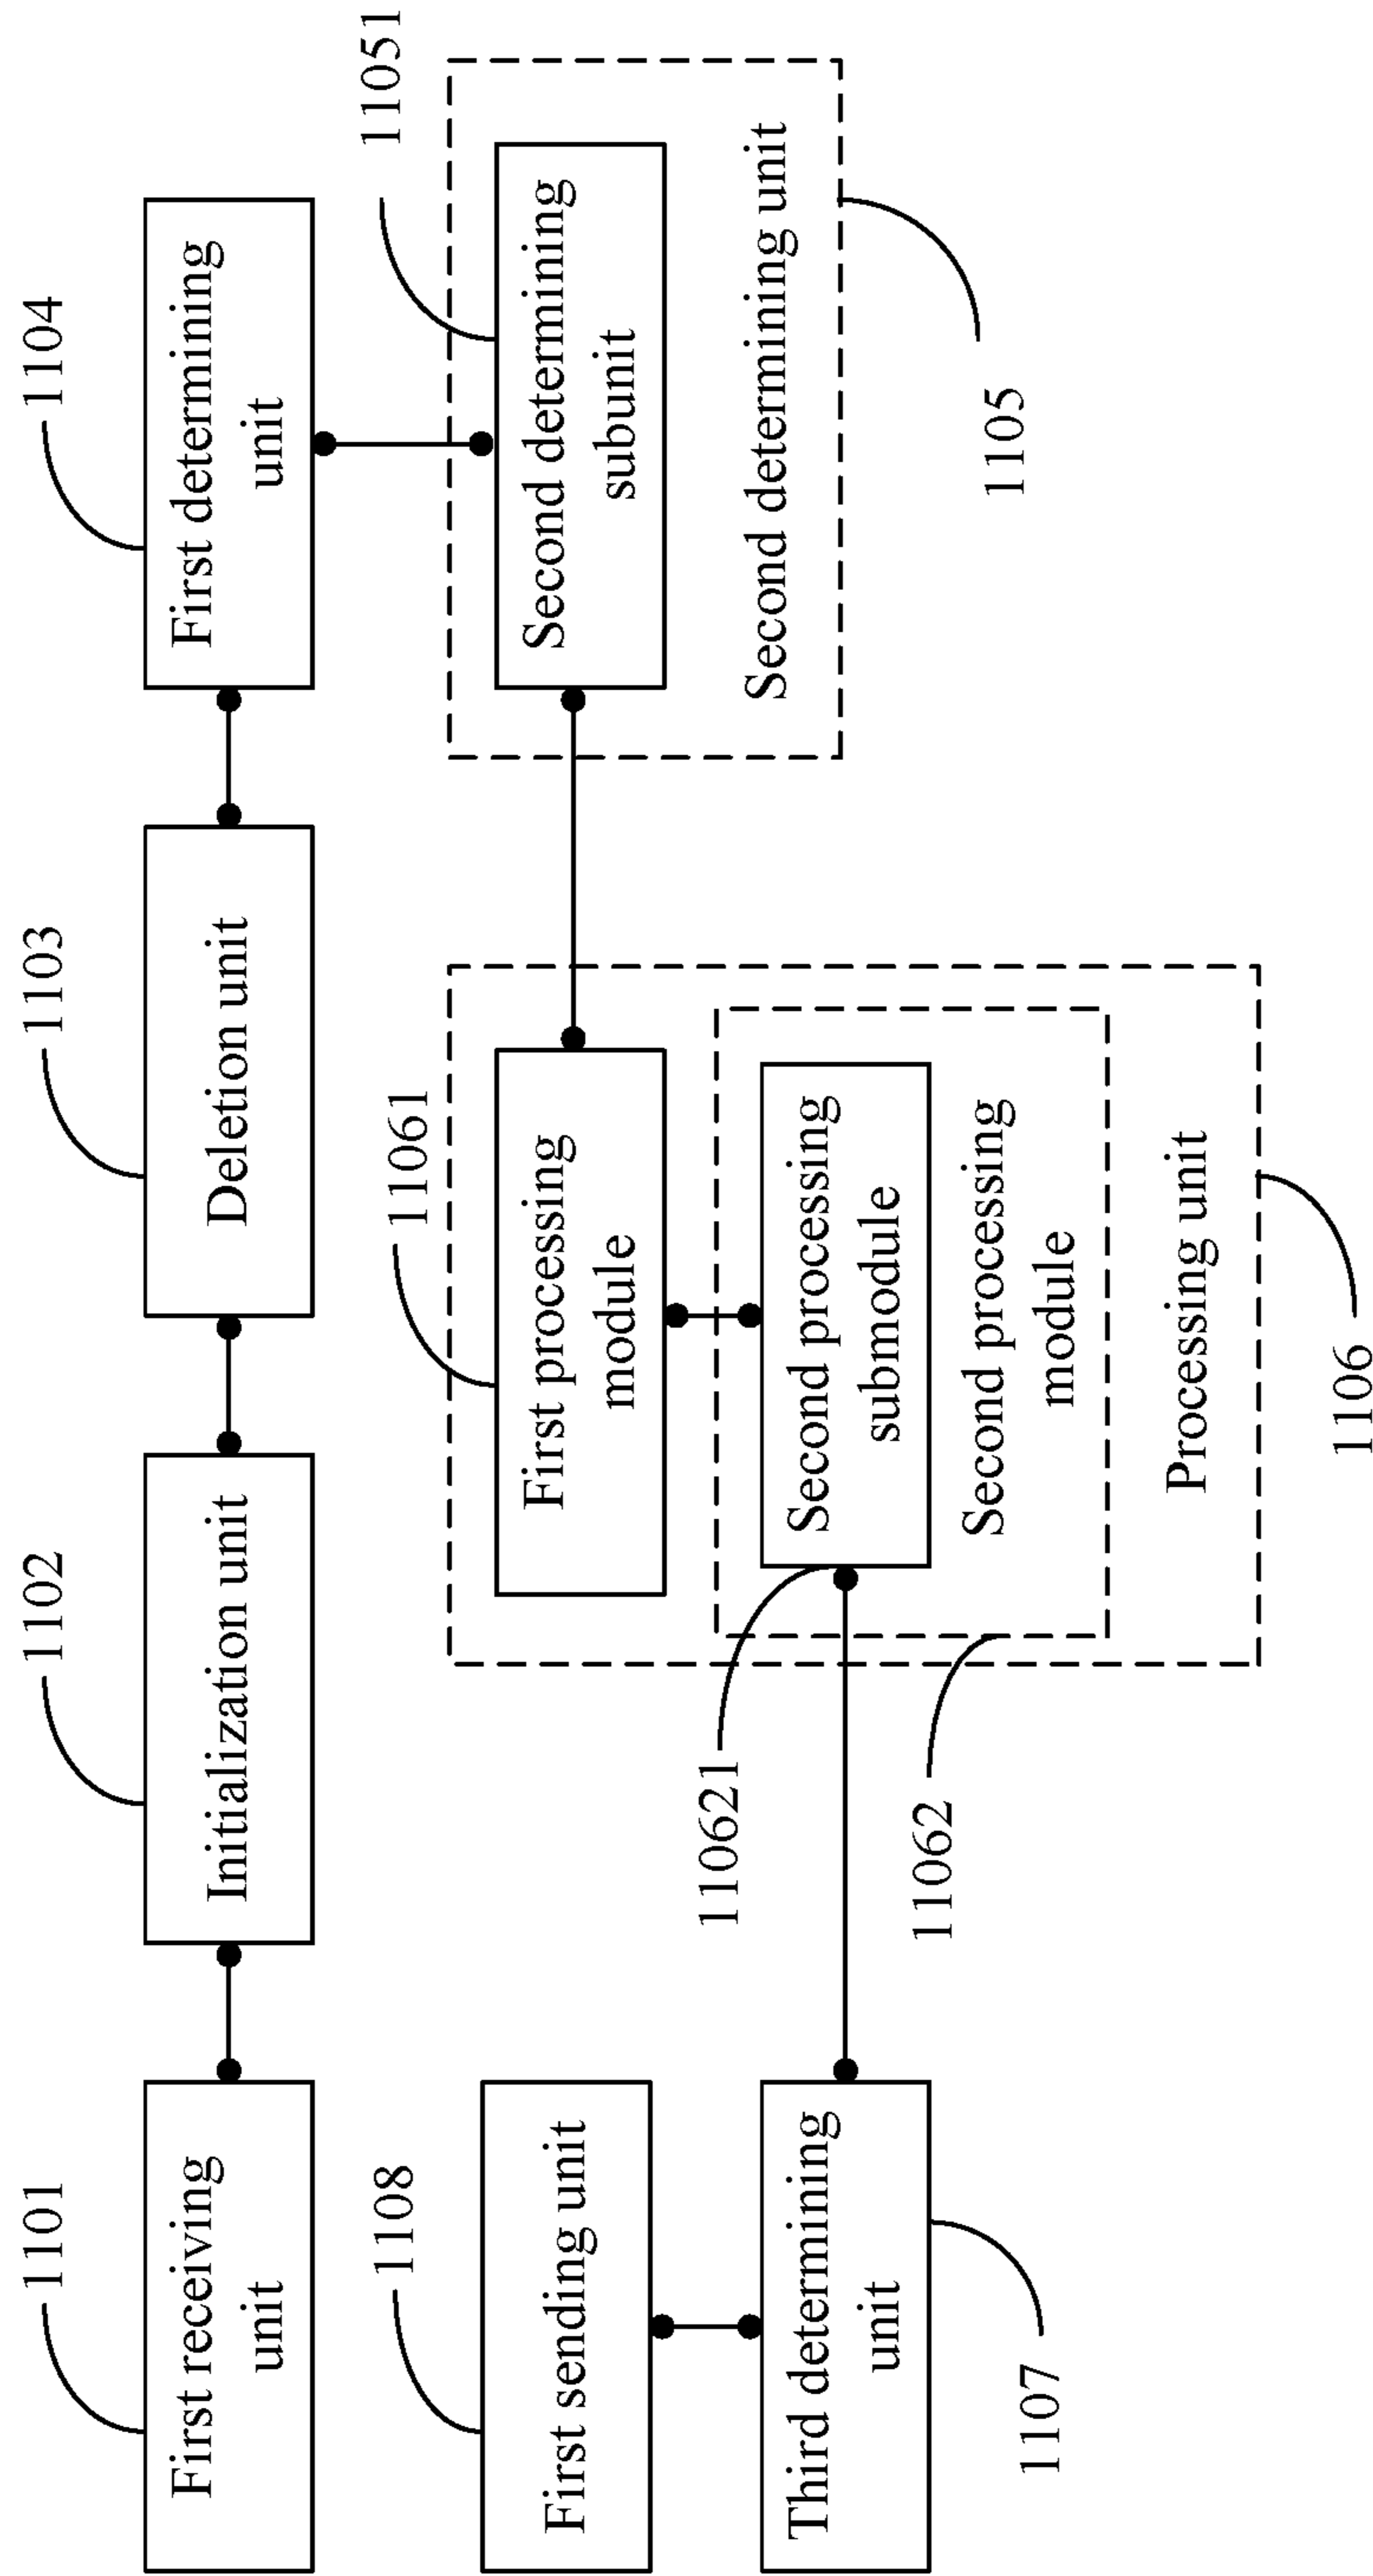 1101
1102
1103
1104
First receiving
unit
Initialization unit
Deletion unit
First determining
unit
1108
11061
11051
First sending unit
First processing
module
Second determining
subunit
Second determining unit
1105
110621
Third determining
unit
Second processing
submodule
11062
Second processing
module
1107
Processing unit
1106